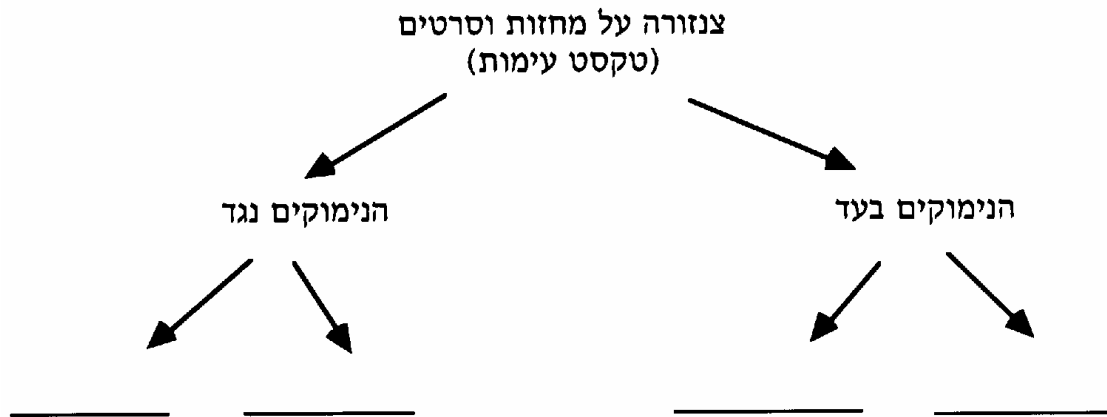 צנזורה על מחזות וסרטים
(טקסט עימות)
הנימוקים בעד
הנימוקים נגד